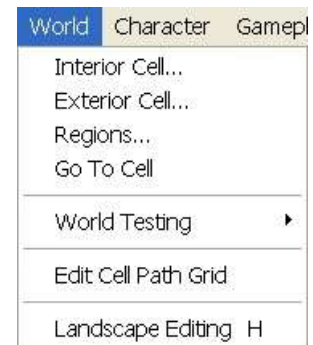 World Character Gamepl
Interior Cell...
Exterior Cell...
Regions...
Go To Cell
World Testing
Edit Cell Path Grid
Landscape Editing H